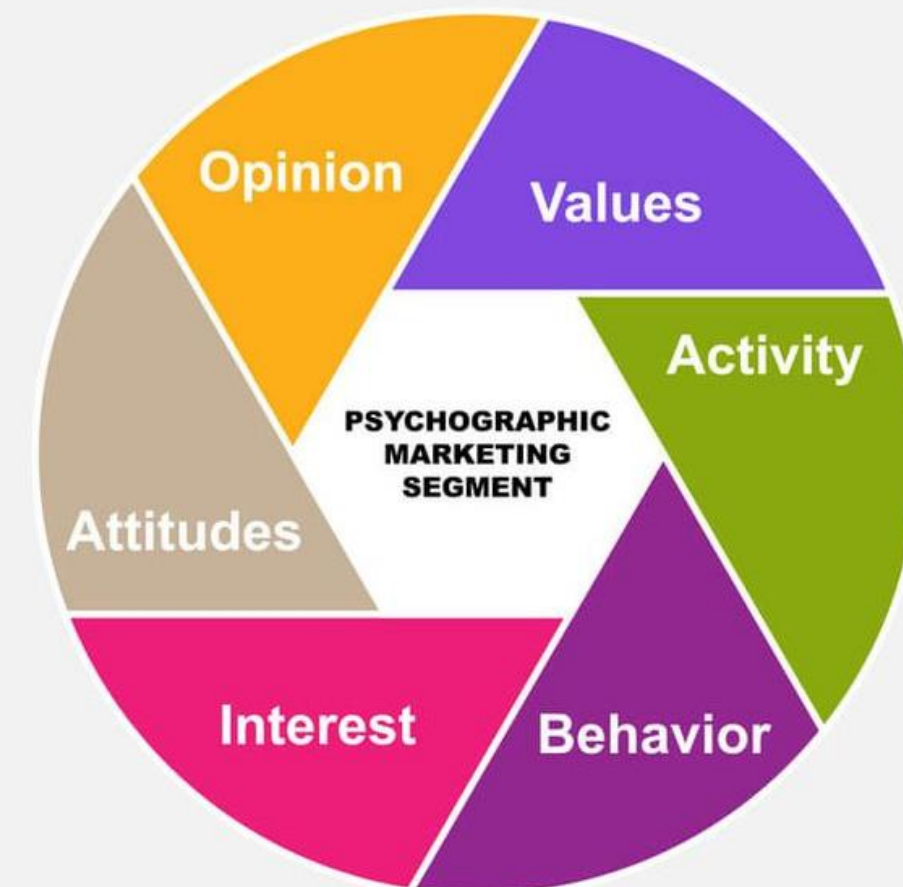 Opinion
Values
Activity
PSYCHOGRAPHIC
MARKETING
SEGMENT
Attitudes
Interest
Behavior